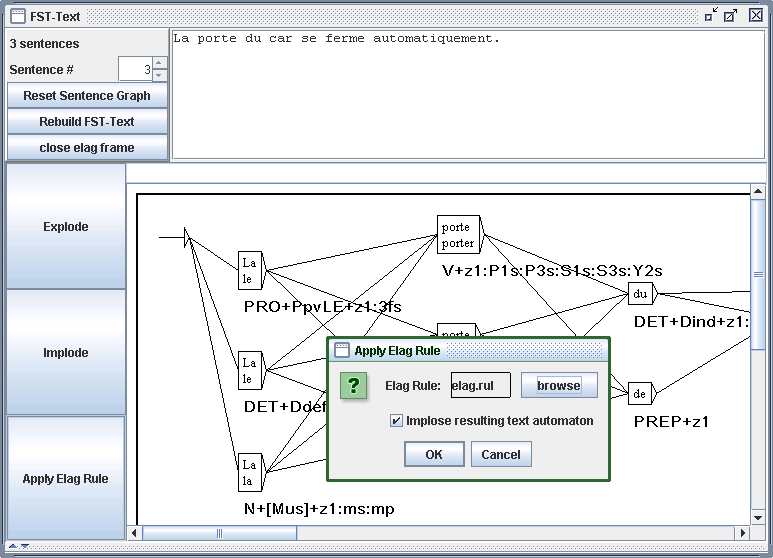 FST-Text
3 sentences
Sentence # 3
Reset Sentence Graph
Rebuild FST-Text
close elag frame
La porte du car se ferme automatiquement.
Explode
Implode
Apply Elag Rule
La
le
PRO+PpvLE+z1:3fs
La
le
DET+Ddéf
La
la
N+[Mus]+z1:ms:mp
porte
porter
V+z1:P1s:P3s:S1s:S3s:Y2s
porte
du
DET+Dind+z1:
de
PREP+z1
Apply Elag Rule
?
Elag Rule: elag.rul browse
Implose resulting text automaton
OK Cancel